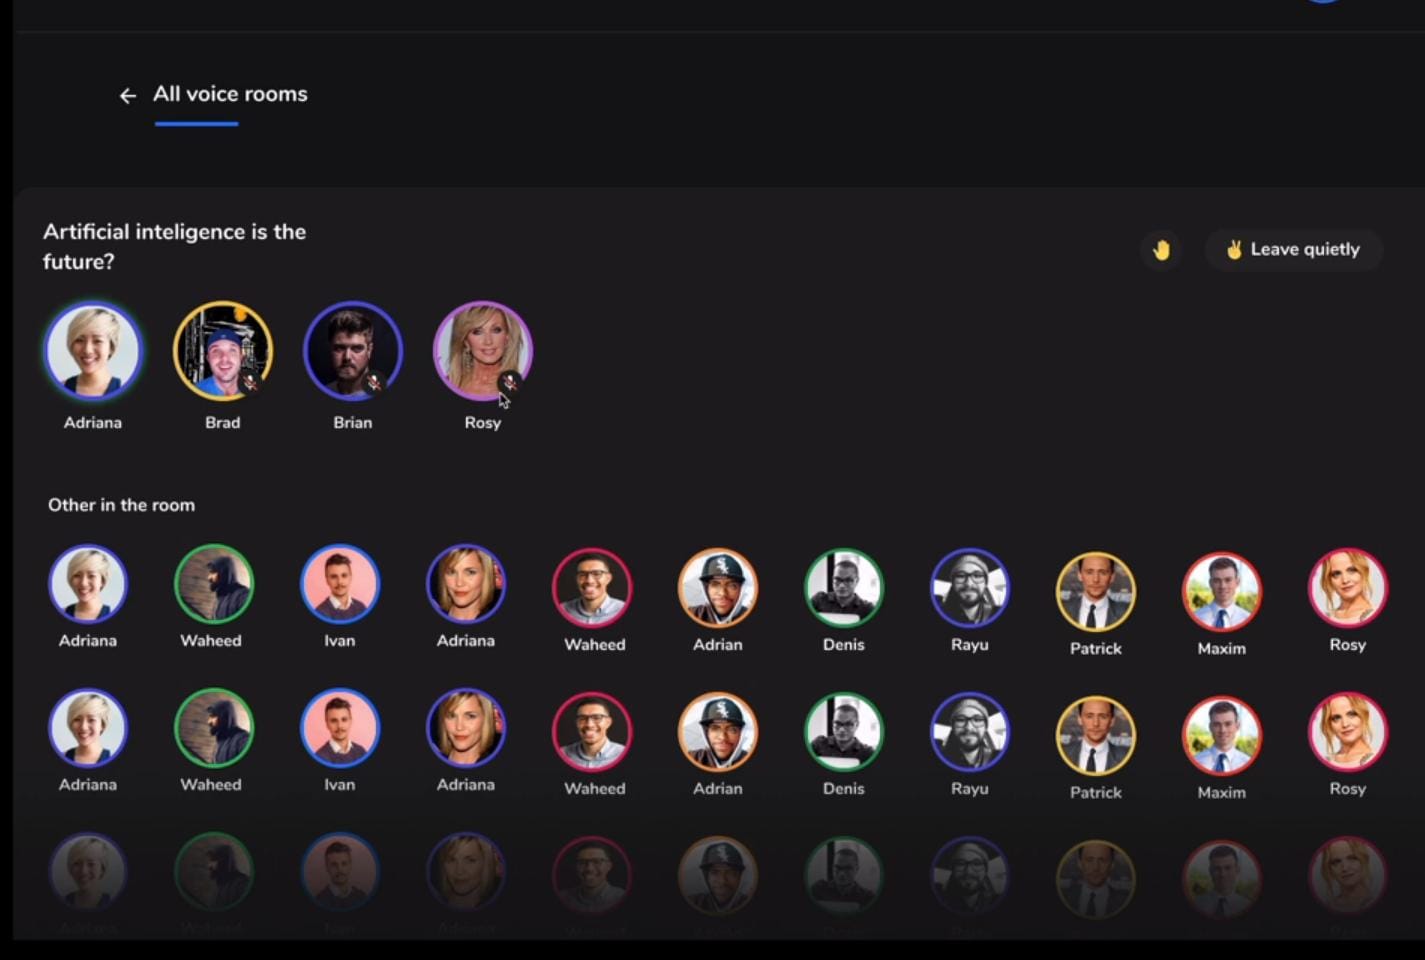 All voice rooms
Artificial inteligence is the
future?
✌️ Leave quietly
Adriana Brad Brian Rosy
Other in the room
Adriana Waheed Ivan Adriana Waheed Adrian Denis Rayu Patrick Maxim Rosy
Adriana Waheed Ivan Adriana Waheed Adrian Denis Rayu Patrick Maxim Rosy